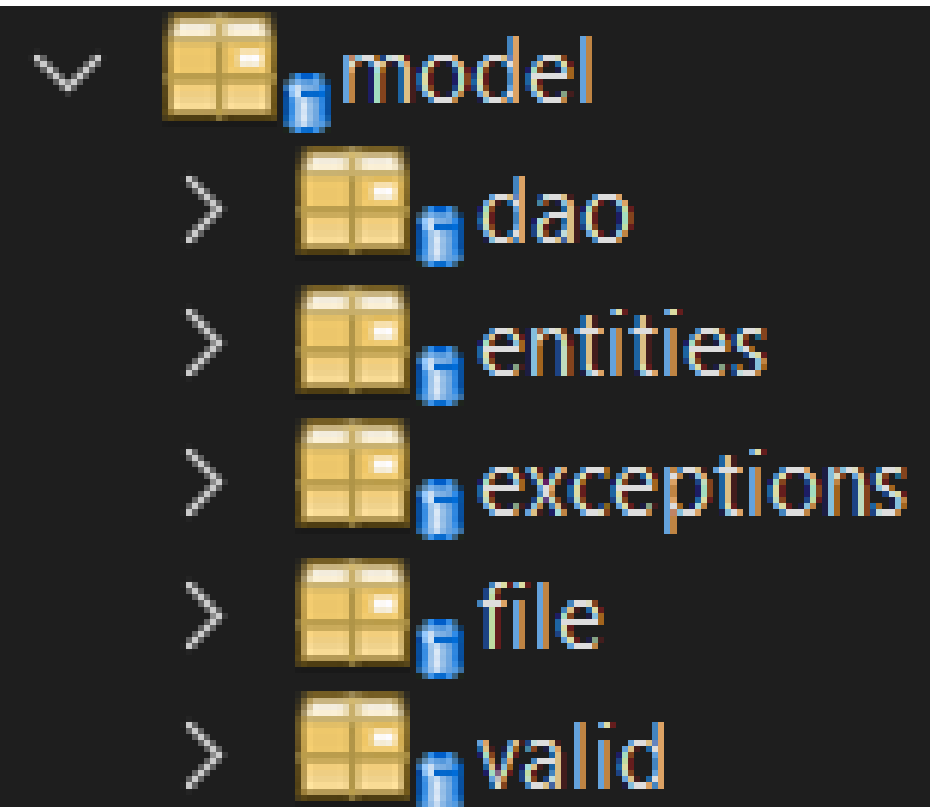 model
dao
entities
exceptions
file
valid